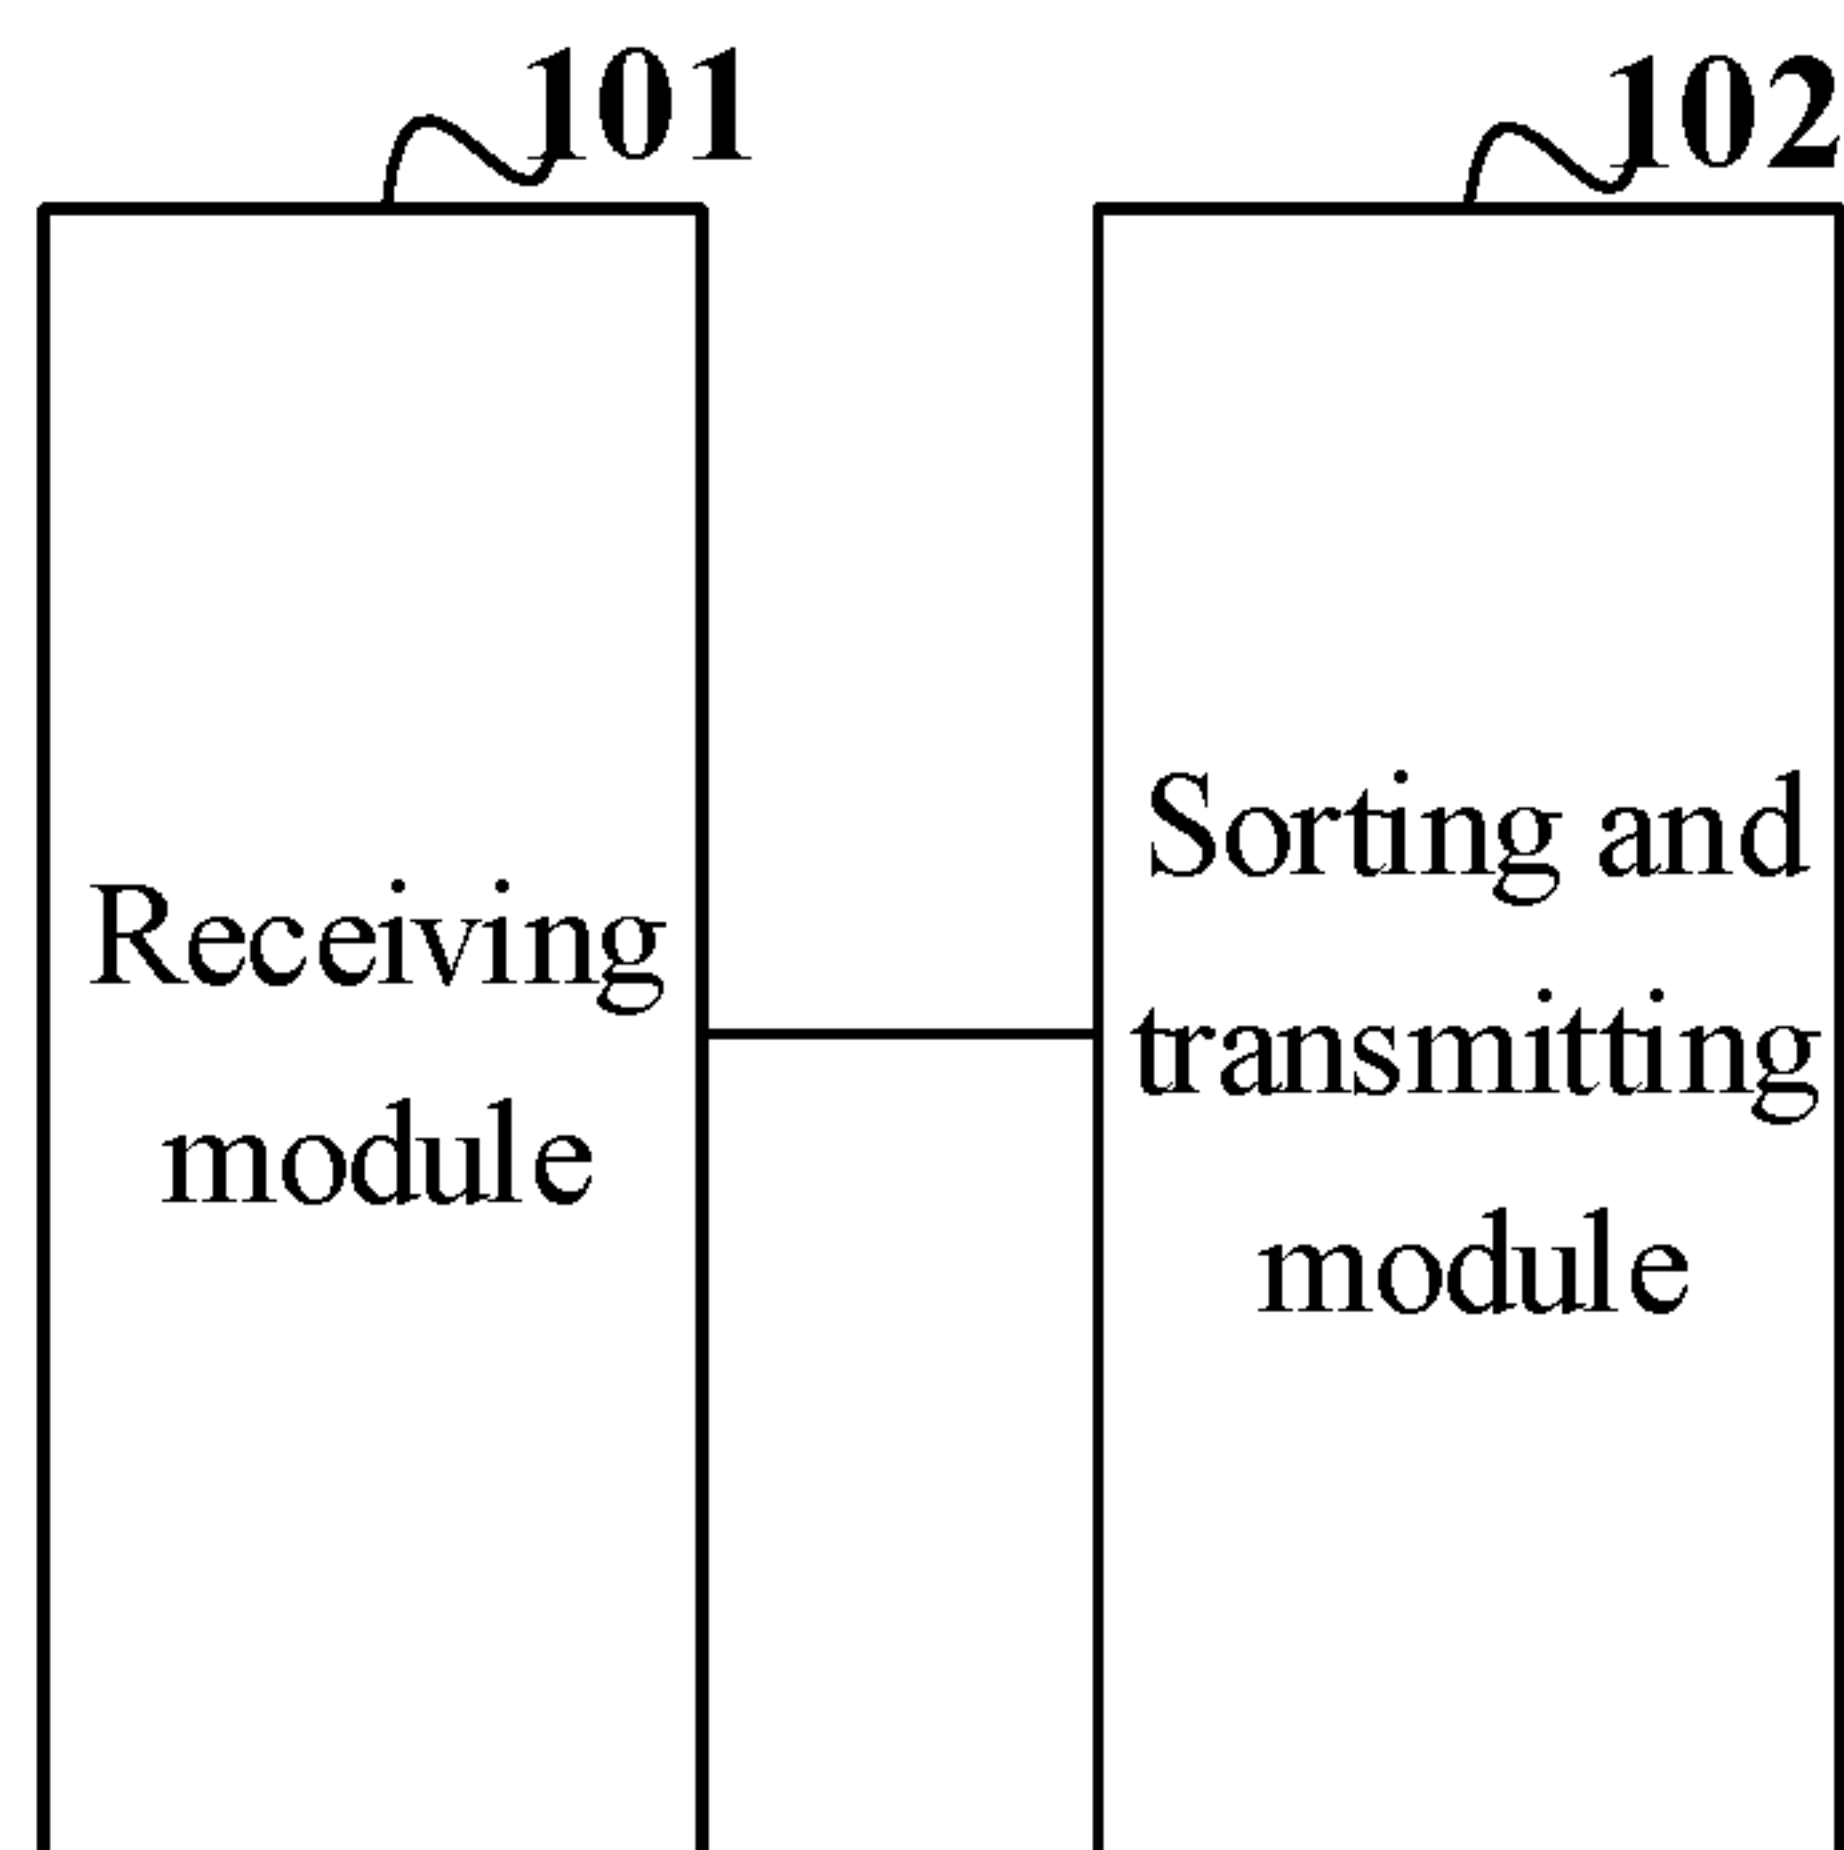 101
102
Receiving
module
Sorting and
transmitting
module